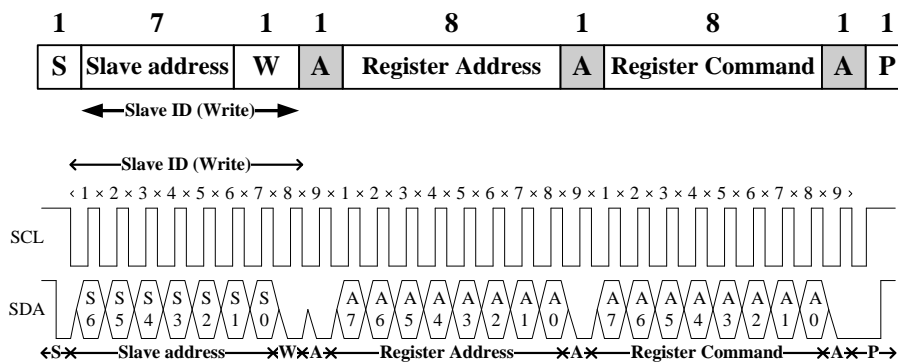 1 7 1 1 8 1 8 1 1
S Slave address W A Register Address A Register Command A P
Slave ID (Write)
Slave ID (Write)
‹ 1 × 2 × 3 × 4 × 5 × 6 × 7 × 8 × 9 × 1 × 2 × 3 × 4 × 5 × 6 × 7 × 8 × 9 × 1 × 2 × 3 × 4 × 5 × 6 × 7 × 8 × 9 ›
SCL
SDA
S S S S S S S A A A A A A A A A A A A A A A A
6 5 4 3 2 1 0 7 6 5 4 3 2 1 0 7 6 5 4 3 2 1 0
S Slave address W A Register Address A Register Command A P